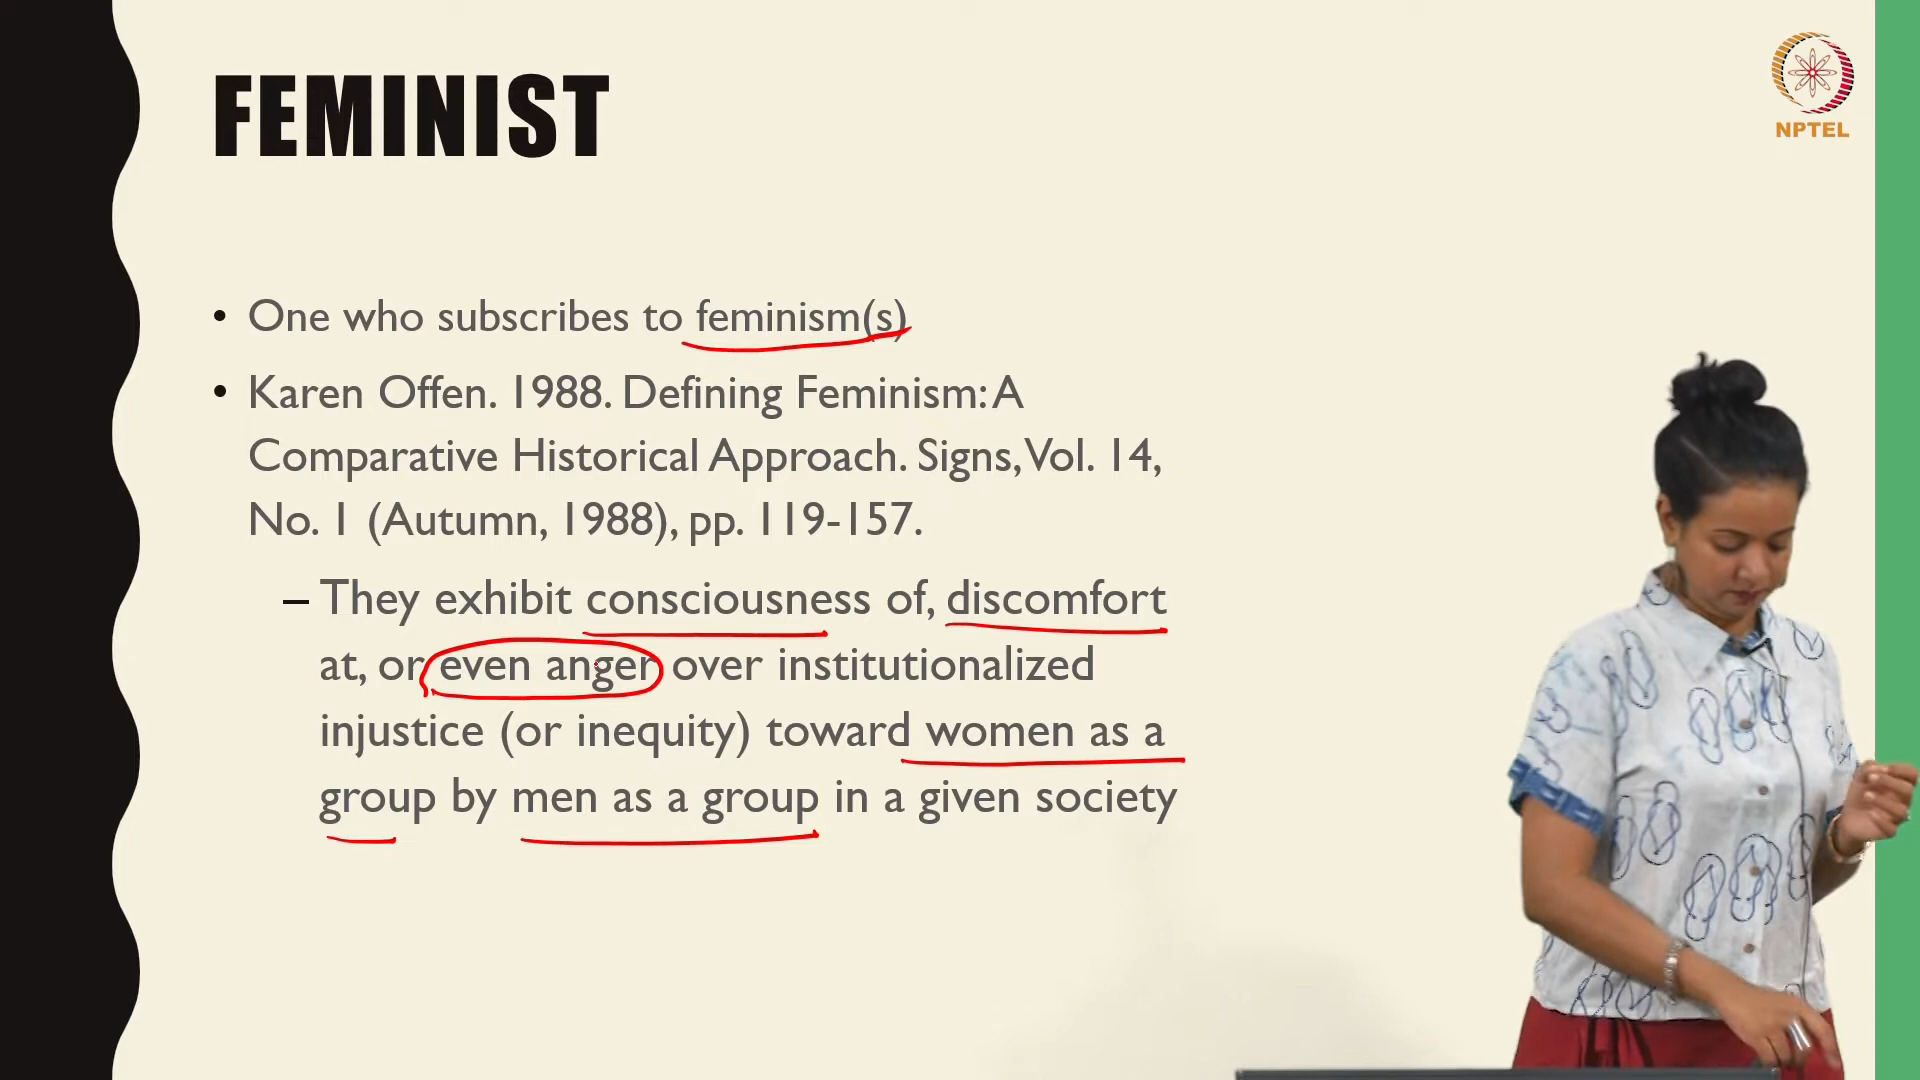 FEMINIST
NPTEL
• One who subscribes to feminism(s)
• Karen Offen. 1988. Defining Feminism: A
Comparative Historical Approach. Signs, Vol. 14,
No. 1 (Autumn, 1988), pp. 119-157.
– They exhibit consciousness of, discomfort
at, or even anger over institutionalized
injustice (or inequity) toward women as a
group by men as a group in a given society